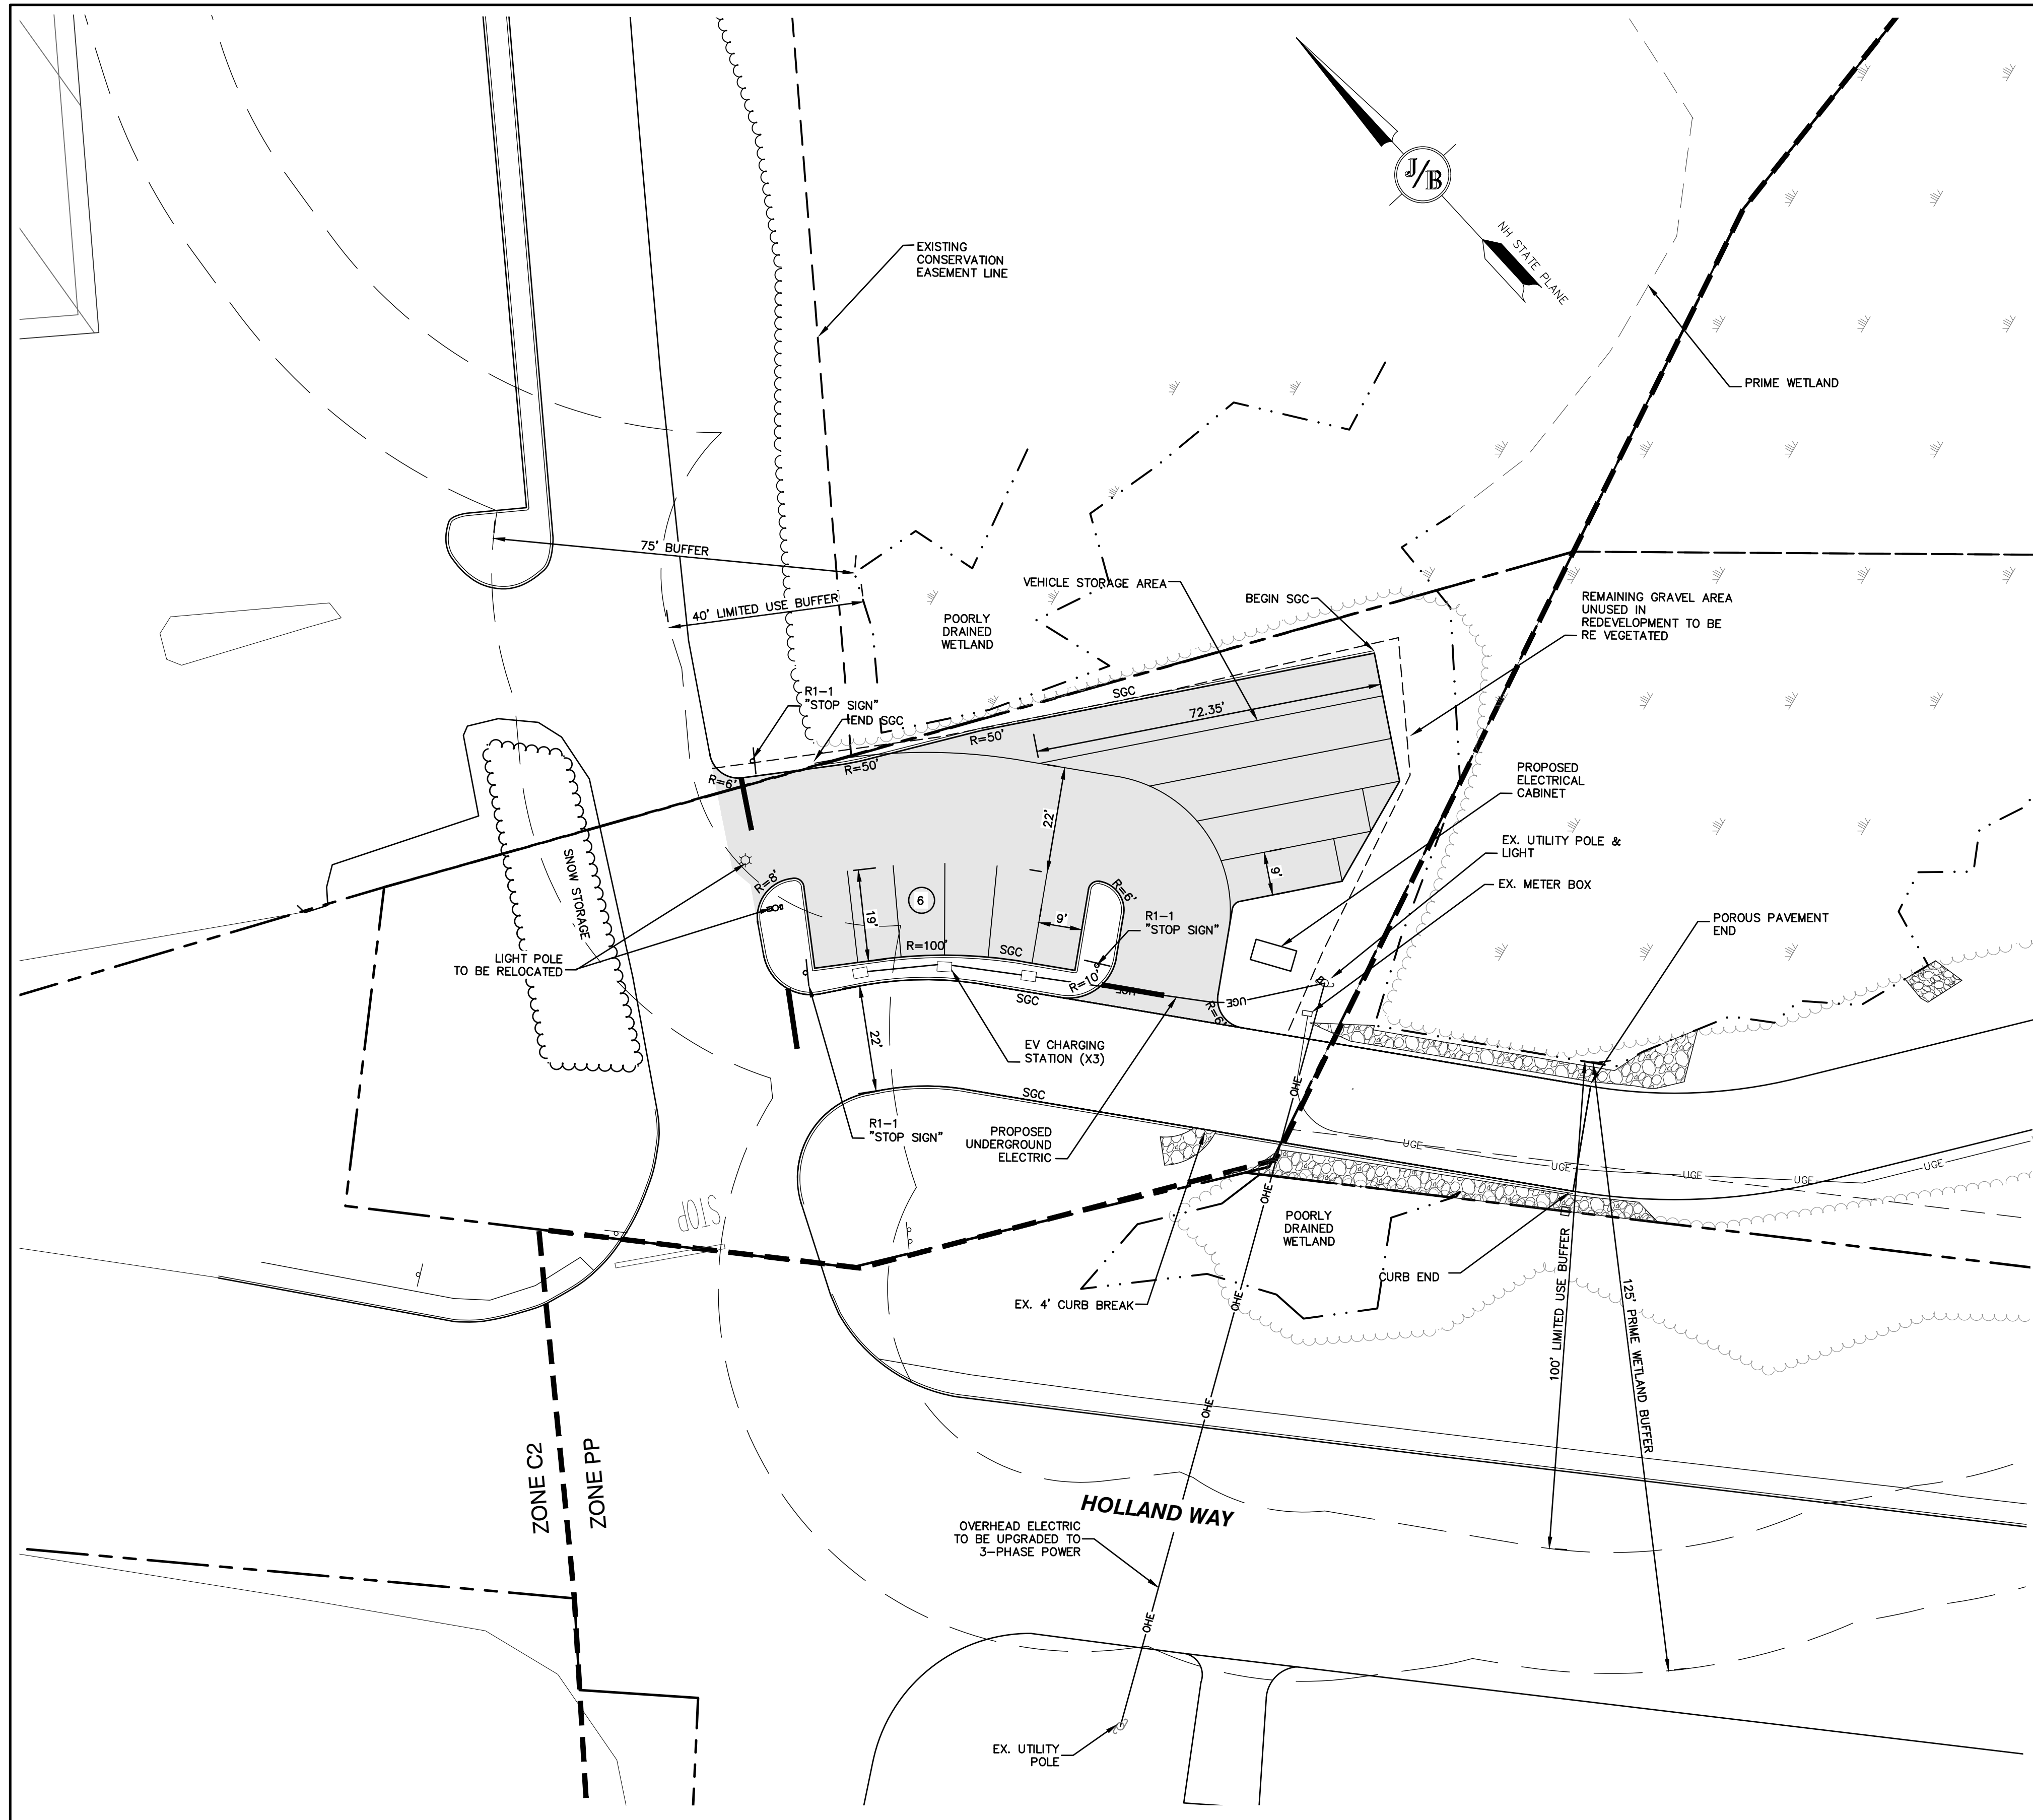 J/B
NH STATE PLANE
EXISTING
CONSERVATION
EASEMENT LINE
PRIME WETLAND
75' BUFFER
40' LIMITED USE BUFFER
POORLY
DRAINED
WETLAND
VEHICLE STORAGE AREA
BEGIN SGC
REMAINING GRAVEL AREA
UNUSED IN
REDEVELOPMENT TO BE
RE VEGETATED
R1-1
"STOP SIGN"
END SGC
SGC
72.35'
R=50'
R=50'
R=6'
PROPOSED
ELECTRICAL
CABINET
22'
EX. UTILITY POLE &
LIGHT
EX. METER BOX
SNOW STORAGE
R=8'
19'
6
9'
R=6'
9'
R1-1
"STOP SIGN"
POROUS PAVEMENT
END
R=100'
SGC
LIGHT POLE
TO BE RELOCATED
R=10'
UGE
UGE
R=6'
SGC
22'
EV CHARGING
STATION (X3)
OHE
SGC
R1-1
"STOP SIGN"
PROPOSED
UNDERGROUND
ELECTRIC
UGE
UGE
UGE
UGE
UGE
OHE
STOP
POORLY
DRAINED
WETLAND
CURB END
EX. 4' CURB BREAK
OHE
100' LIMITED USE BUFFER
125' PRIME WETLAND BUFFER
OHE
ZONE C2
ZONE PP
HOLLAND WAY
OVERHEAD ELECTRIC
TO BE UPGRADED TO
3-PHASE POWER
OHE
EX. UTILITY
POLE